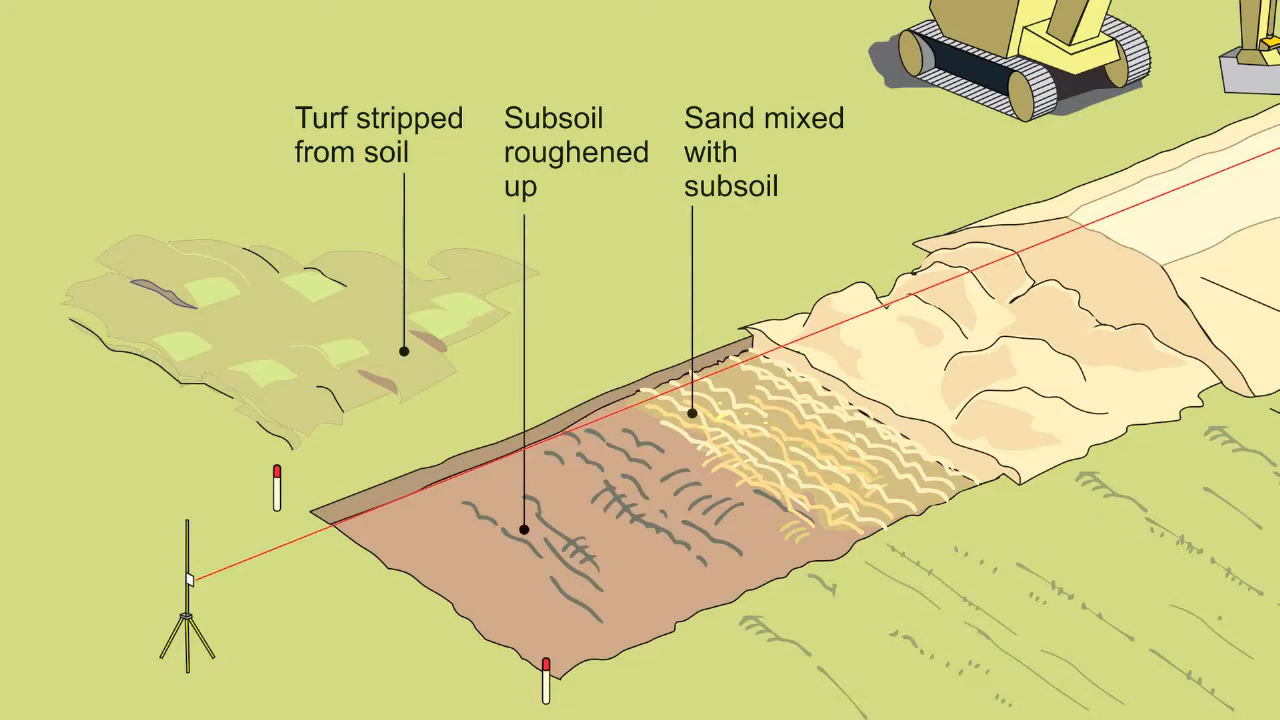 Turf stripped
from soil
Subsoil
roughened
up
Sand mixed
with
subsoil